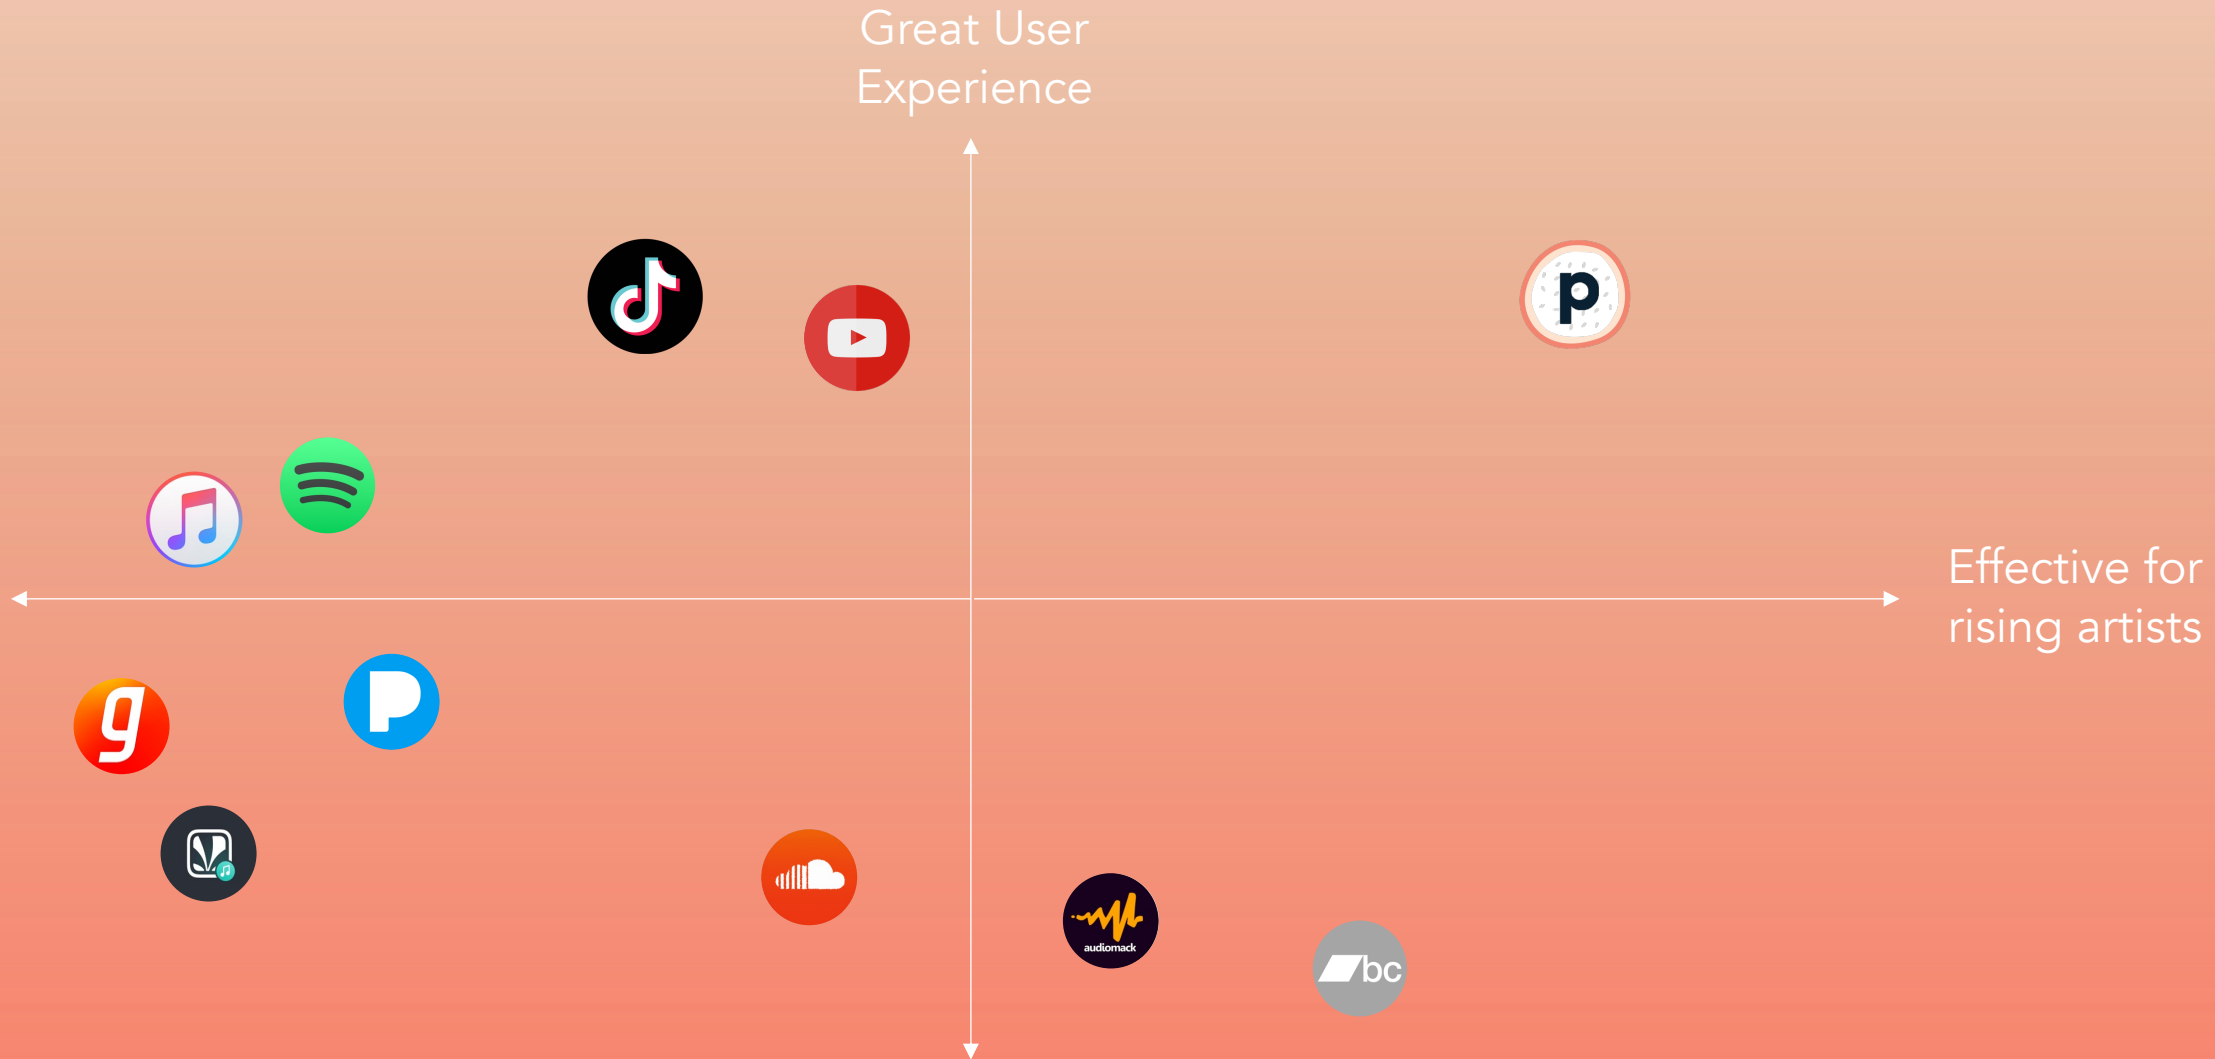 Great User
Experience
p
Effective for
rising artists
g
P
audiomack
bc